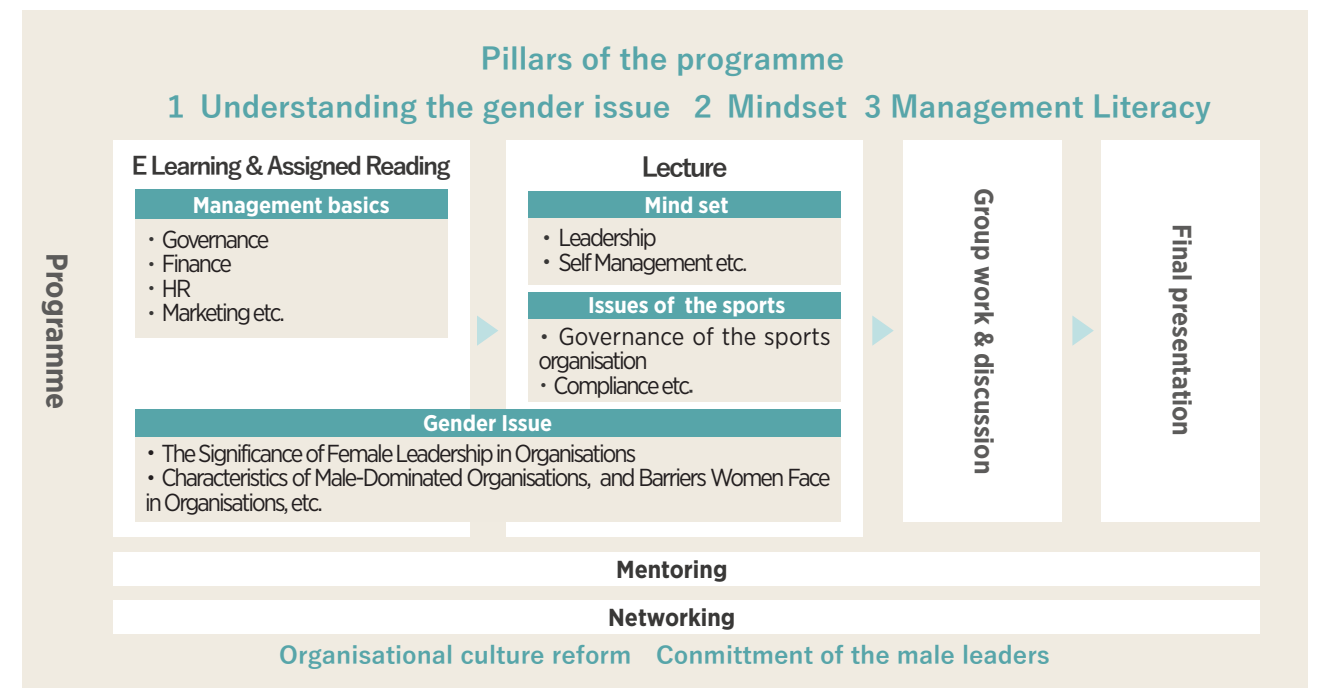 Pillars of the programme
1 Understanding the gender issue 2 Mindset 3 Management Literacy
Programme
E Learning & Assigned Reading
Management basics
・Governance
・Finance
・HR
・Marketing etc.
Lecture
Mind set
・Leadership
・Self Management etc.
Issues of the sports
・Governance of the sports
organisation
・Compliance etc.
Gender Issue
・The Significance of Female Leadership in Organisations
・Characteristics of Male-Dominated Organisations, and Barriers Women Face
in Organisations, etc.
Group work & discussion
Final presentation
Mentoring
Networking
Organisational culture reform Conmittment of the male leaders